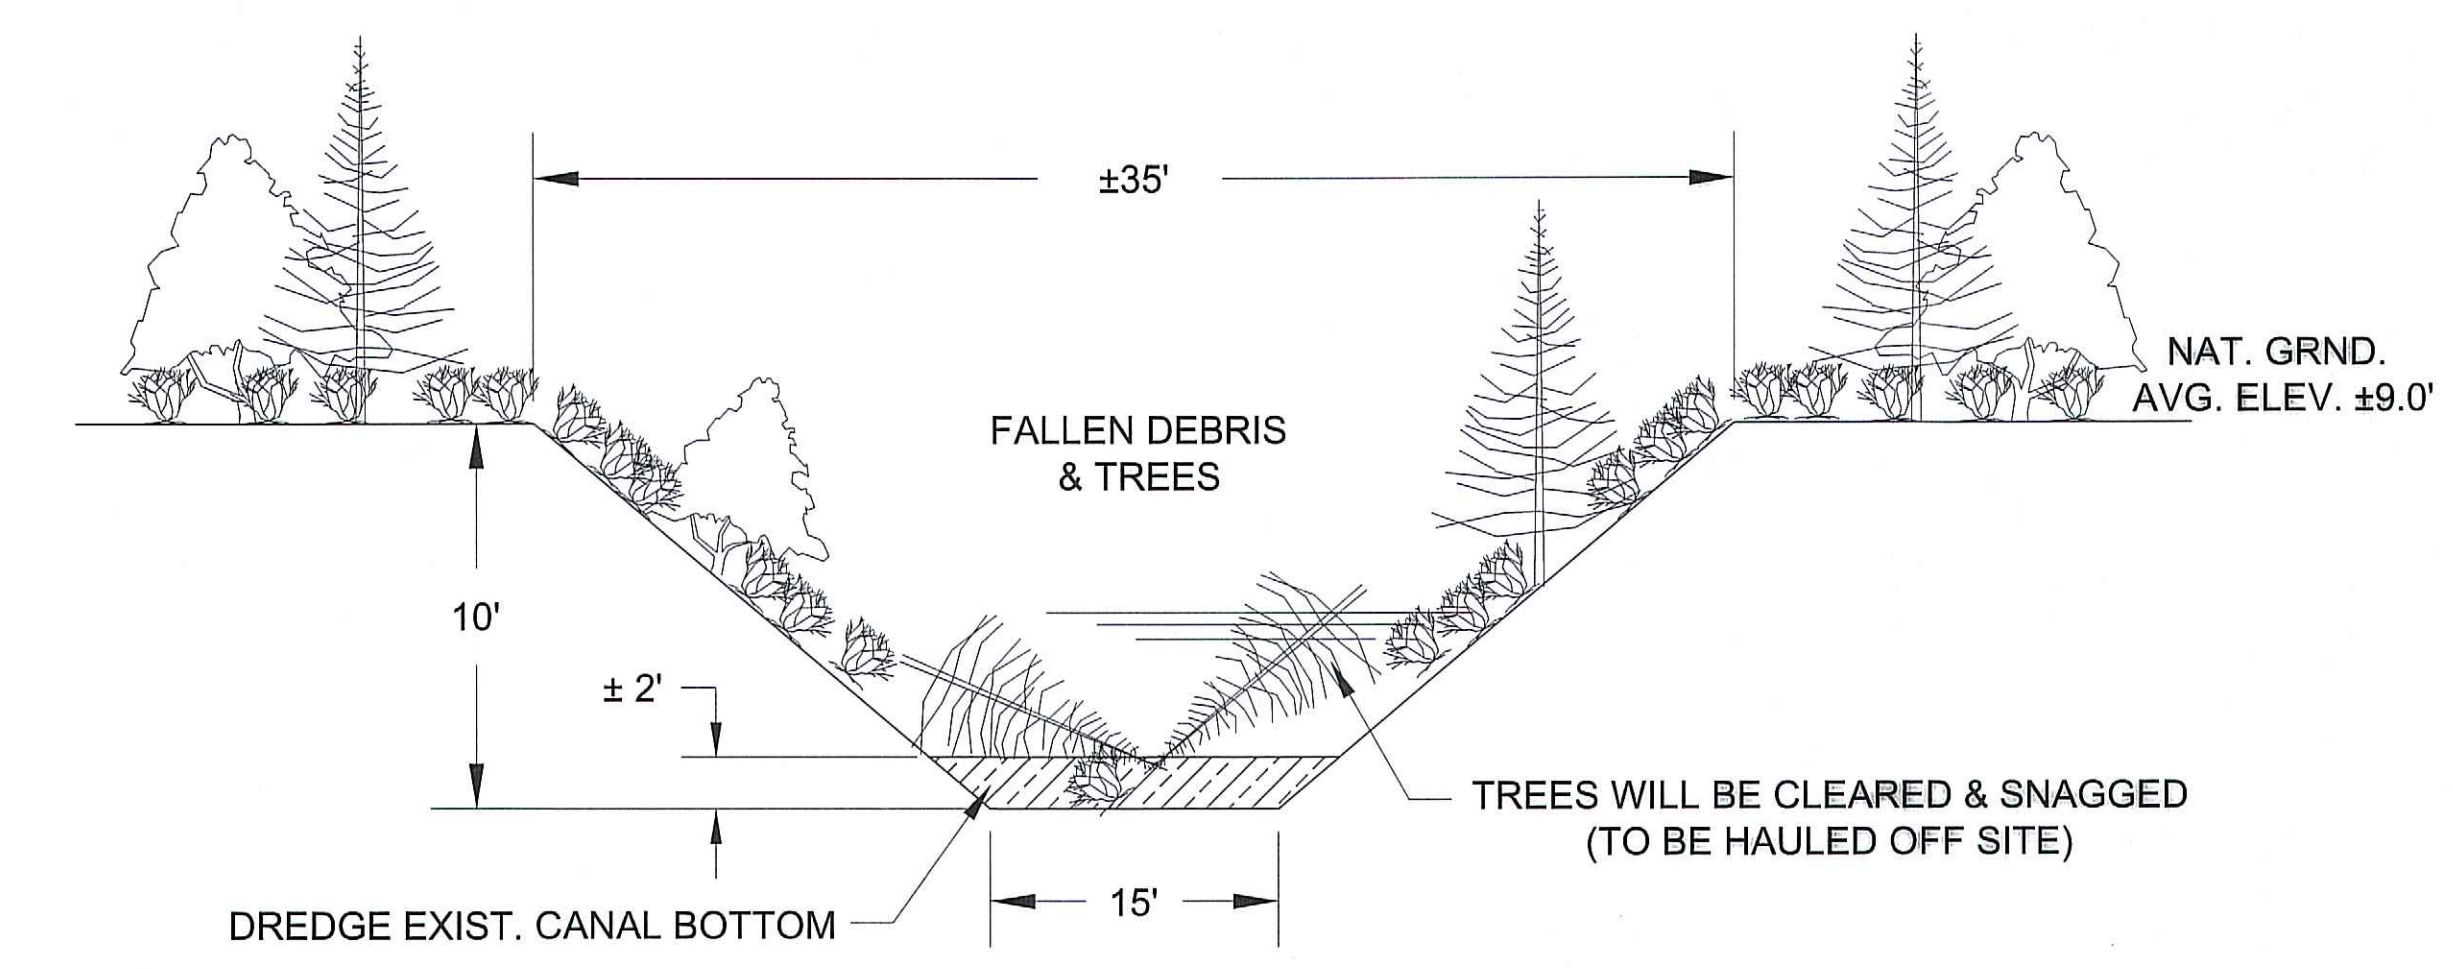 ±35'
NAT. GRND.
AVG. ELEV. ±9.0'
FALLEN DEBRIS
& TREES
10'
± 2'
TREES WILL BE CLEARED & SNAGGED
(TO BE HAULED OFF SITE)
15'
DREDGE EXIST. CANAL BOTTOM